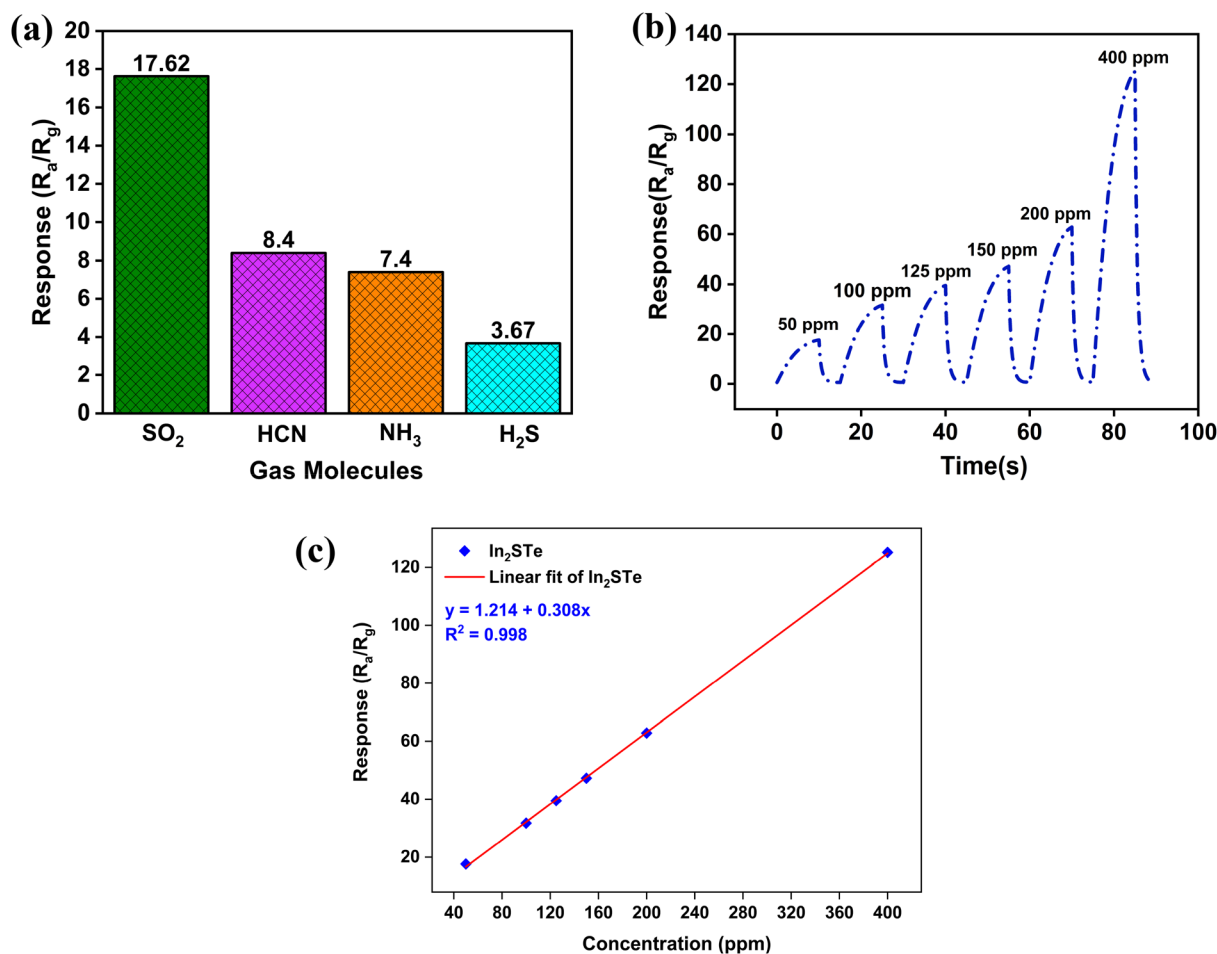 (a)
20
18
16
14
12
10
8
6
4
2
0
Response (Ra/Rg)
17.62
8.4
7.4
3.67
SO2
HCN
NH3
H2S
Gas Molecules
(b)
140
120
100
80
60
40
20
0
Response(Ra/Rg)
50 ppm
100 ppm
125 ppm
150 ppm
200 ppm
400 ppm
0 20 40 60 80 100
Time(s)
(c)
In2STe
Linear fit of In2STe
y = 1.214 + 0.308x
R² = 0.998
120
100
80
60
40
20
Response (Ra/Rg)
40 80 120 160 200 240 280 320 360 400
Concentration (ppm)